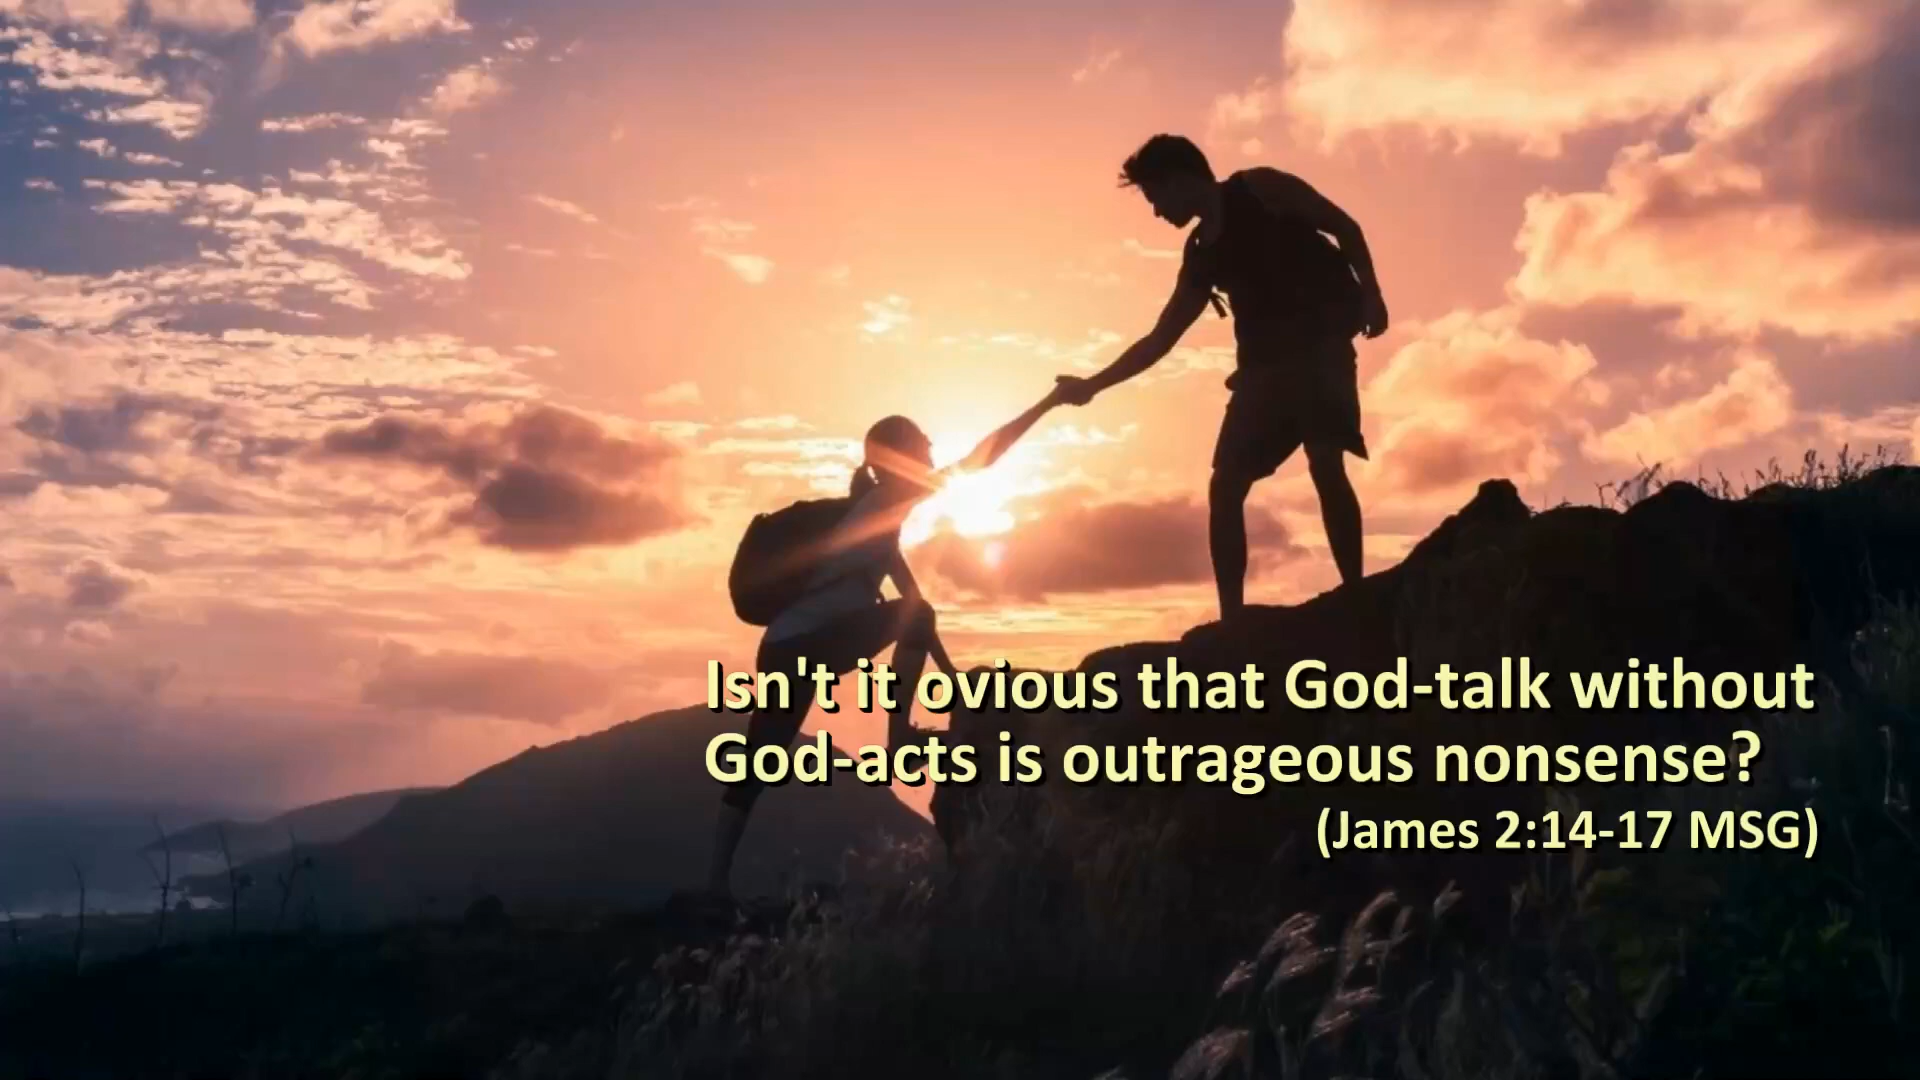 Isn't it ovious that God-talk without
God-acts is outrageous nonsense?
(James 2:14-17 MSG)